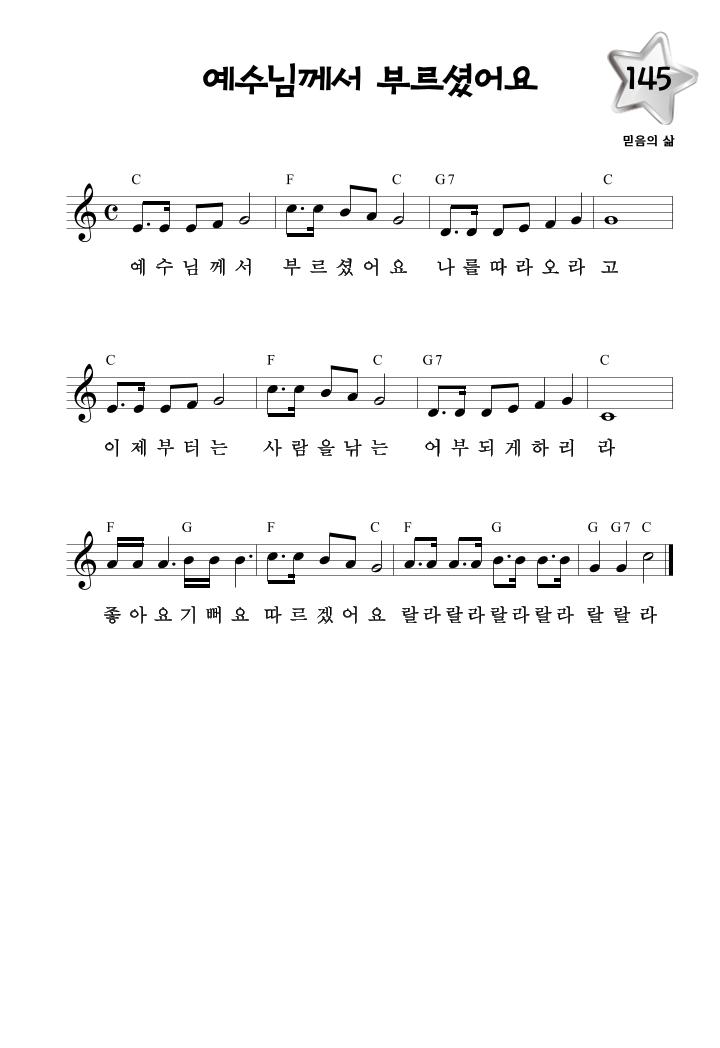 예수님께서 부르셨어요
145
믿음의 삶
C F C G7 C
예 수 님 께 서 부 르 셨 어 요 나 를 따 라 오 라 고
C F C G7 C
이 제 부 터 는 사 람 을 낚 는 어 부 되 게 하 리 라
F G F C F G G G7 C
좋 아 요 기 뻐 요 따 르 겠 어 요 랄 라 랄 라 랄 라 랄 라 랄 랄 라